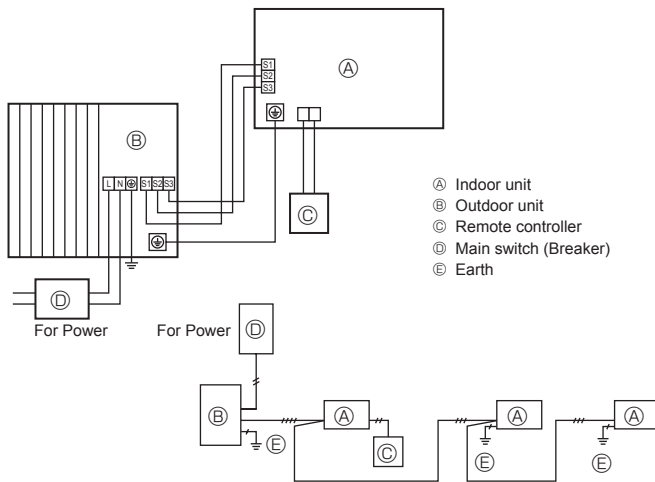 Ⓐ
S1
S2
S3
Ⓑ
L N S1 S2 S3
Ⓒ
Ⓐ Indoor unit
Ⓑ Outdoor unit
Ⓒ Remote controller
Ⓓ Main switch (Breaker)
Ⓔ Earth
Ⓓ
For Power
For Power Ⓓ
Ⓑ Ⓐ Ⓐ Ⓐ
Ⓔ Ⓒ Ⓔ Ⓔ